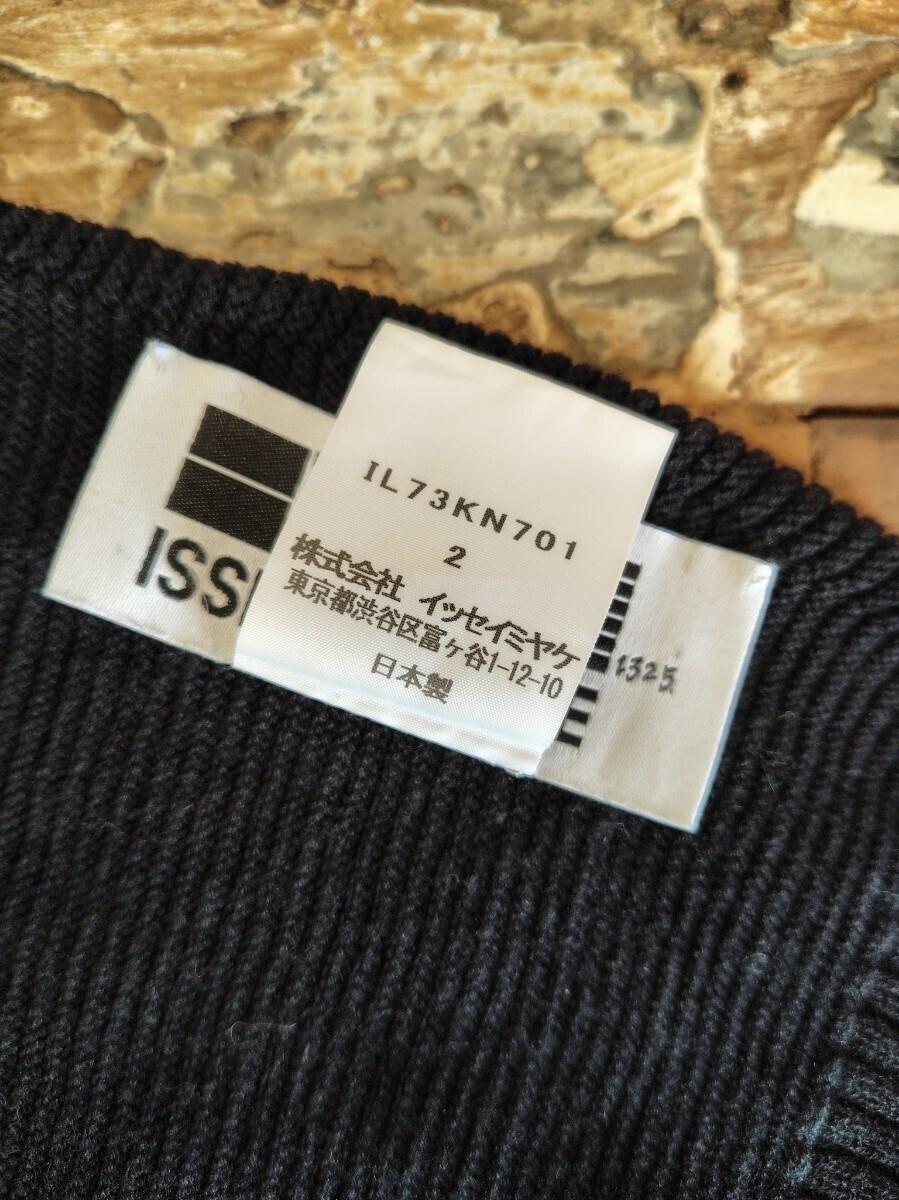 IL73KN701
2
株式会社 イッセイミヤケ
東京都渋谷区富ヶ谷1-12-10
日本製
ISS
1325